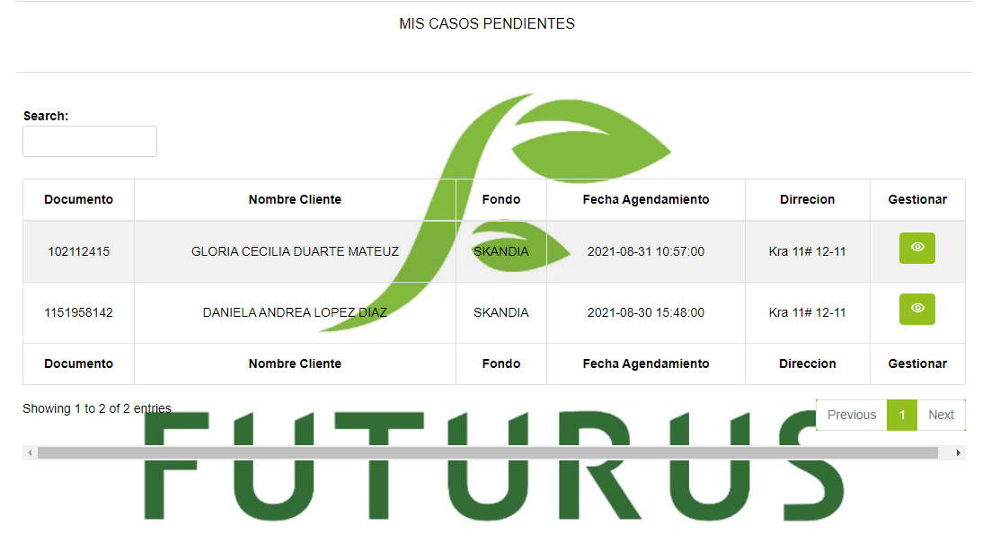 MIS CASOS PENDIENTES
Search:
Documento Nombre Cliente Fondo Fecha Agendamiento Dirrecion Gestionar
102112415 GLORIA CECILIA DUARTE MATEUZ SKANDIA 2021-08-31 10:57:00 Kra 11# 12-11
1151958142 DANIELA ANDREA LOPEZ DIAZ SKANDIA 2021-08-30 15:48:00 Kra 11# 12-11
Documento Nombre Cliente Fondo Fecha Agendamiento Direccion Gestionar
Showing 1 to 2 of 2 entries Previous 1 Next
FUTURUS